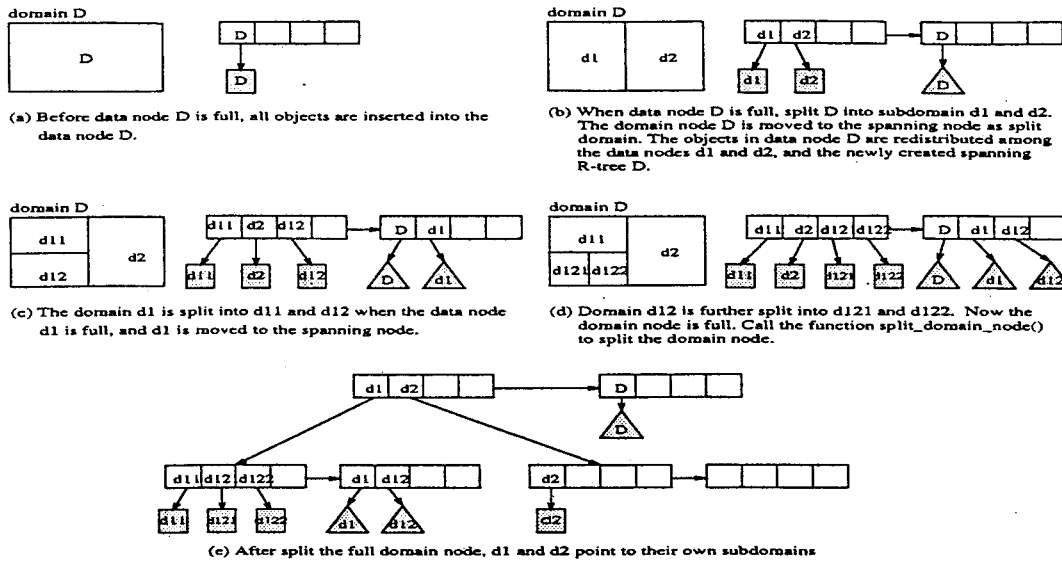 domain D
D
D
D
(a) Before data node D is full, all objects are inserted into the
data node D.
domain D
d1
d2
d1 d2
D
d1
d2
D
(b) When data node D is full, split D into subdomain d1 and d2.
The domain node D is moved to the spanning node as split
domain. The objects in data node D are redistributed among
the data nodes d1 and d2, and the newly created spanning
R-tree D.
domain D
d11
d12
d2
d11 d2 d12
D d1
d11
d2
d12
D
d1
(c) The domain d1 is split into d11 and d12 when the data node
d1 is full, and d1 is moved to the spanning node.
domain D
d11
d121 d122
d2
d11 d2 d12 d122
D d1 d12
d11
d2
d121
d122
D
d1
d12
(d) Domain d12 is further split into d121 and d122. Now the
domain node is full. Call the function split_domain_node()
to split the domain node.
d1 d2
D
D
d11 d121 d122
d1 d12
d2
d11
d121
d122
d1
d12
d2
(e) After split the full domain node, d1 and d2 point to their own subdomains